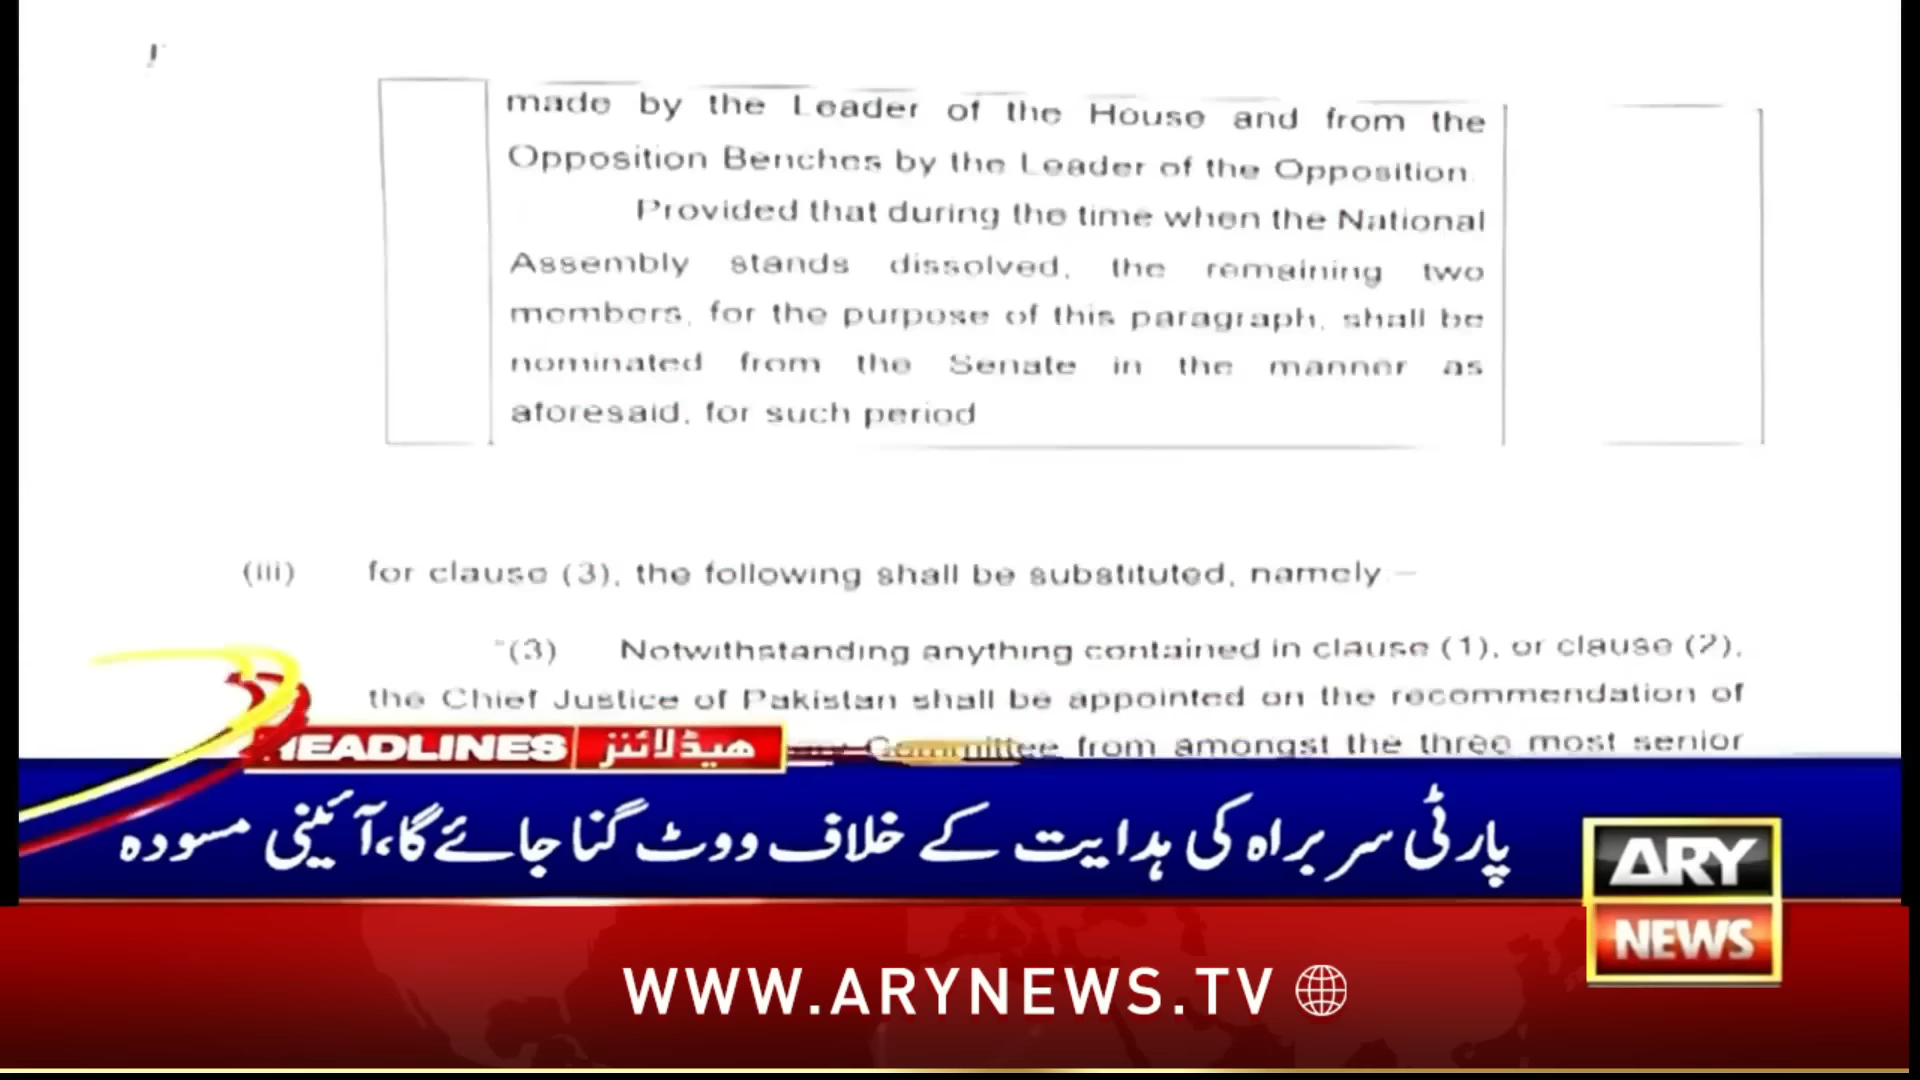 made by the Leader of the House and from the
Opposition Benches by the Leader of the Opposition.
Provided that during the time when the National
Assembly stands dissolved, the remaining two
members, for the purpose of this paragraph, shall be
nominated from the Senate in the manner as
aforesaid, for such period
(iii) for clause (3), the following shall be substituted, namely –
"(3) Notwithstanding anything contained in clause (1), or clause (2),
the Chief Justice of Pakistan shall be appointed on the recommendation of
Committee from amongst the three most senior
HEADLINES ہیڈلائنز
پارٹی سربراہ کی ہدایت کے خلاف ووٹ گنا جائے گا،آئینی مسودہ
ARY
NEWS
WWW.ARYNEWS.TV